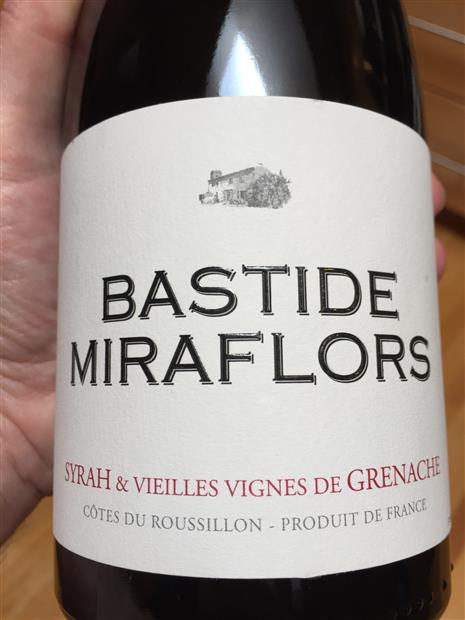 BASTIDE
MIRAFLORS
SYRAH & VIEILLES VIGNES DE GRENACHE
CÔTES DU ROUSSILLON - PRODUIT DE FRANCE